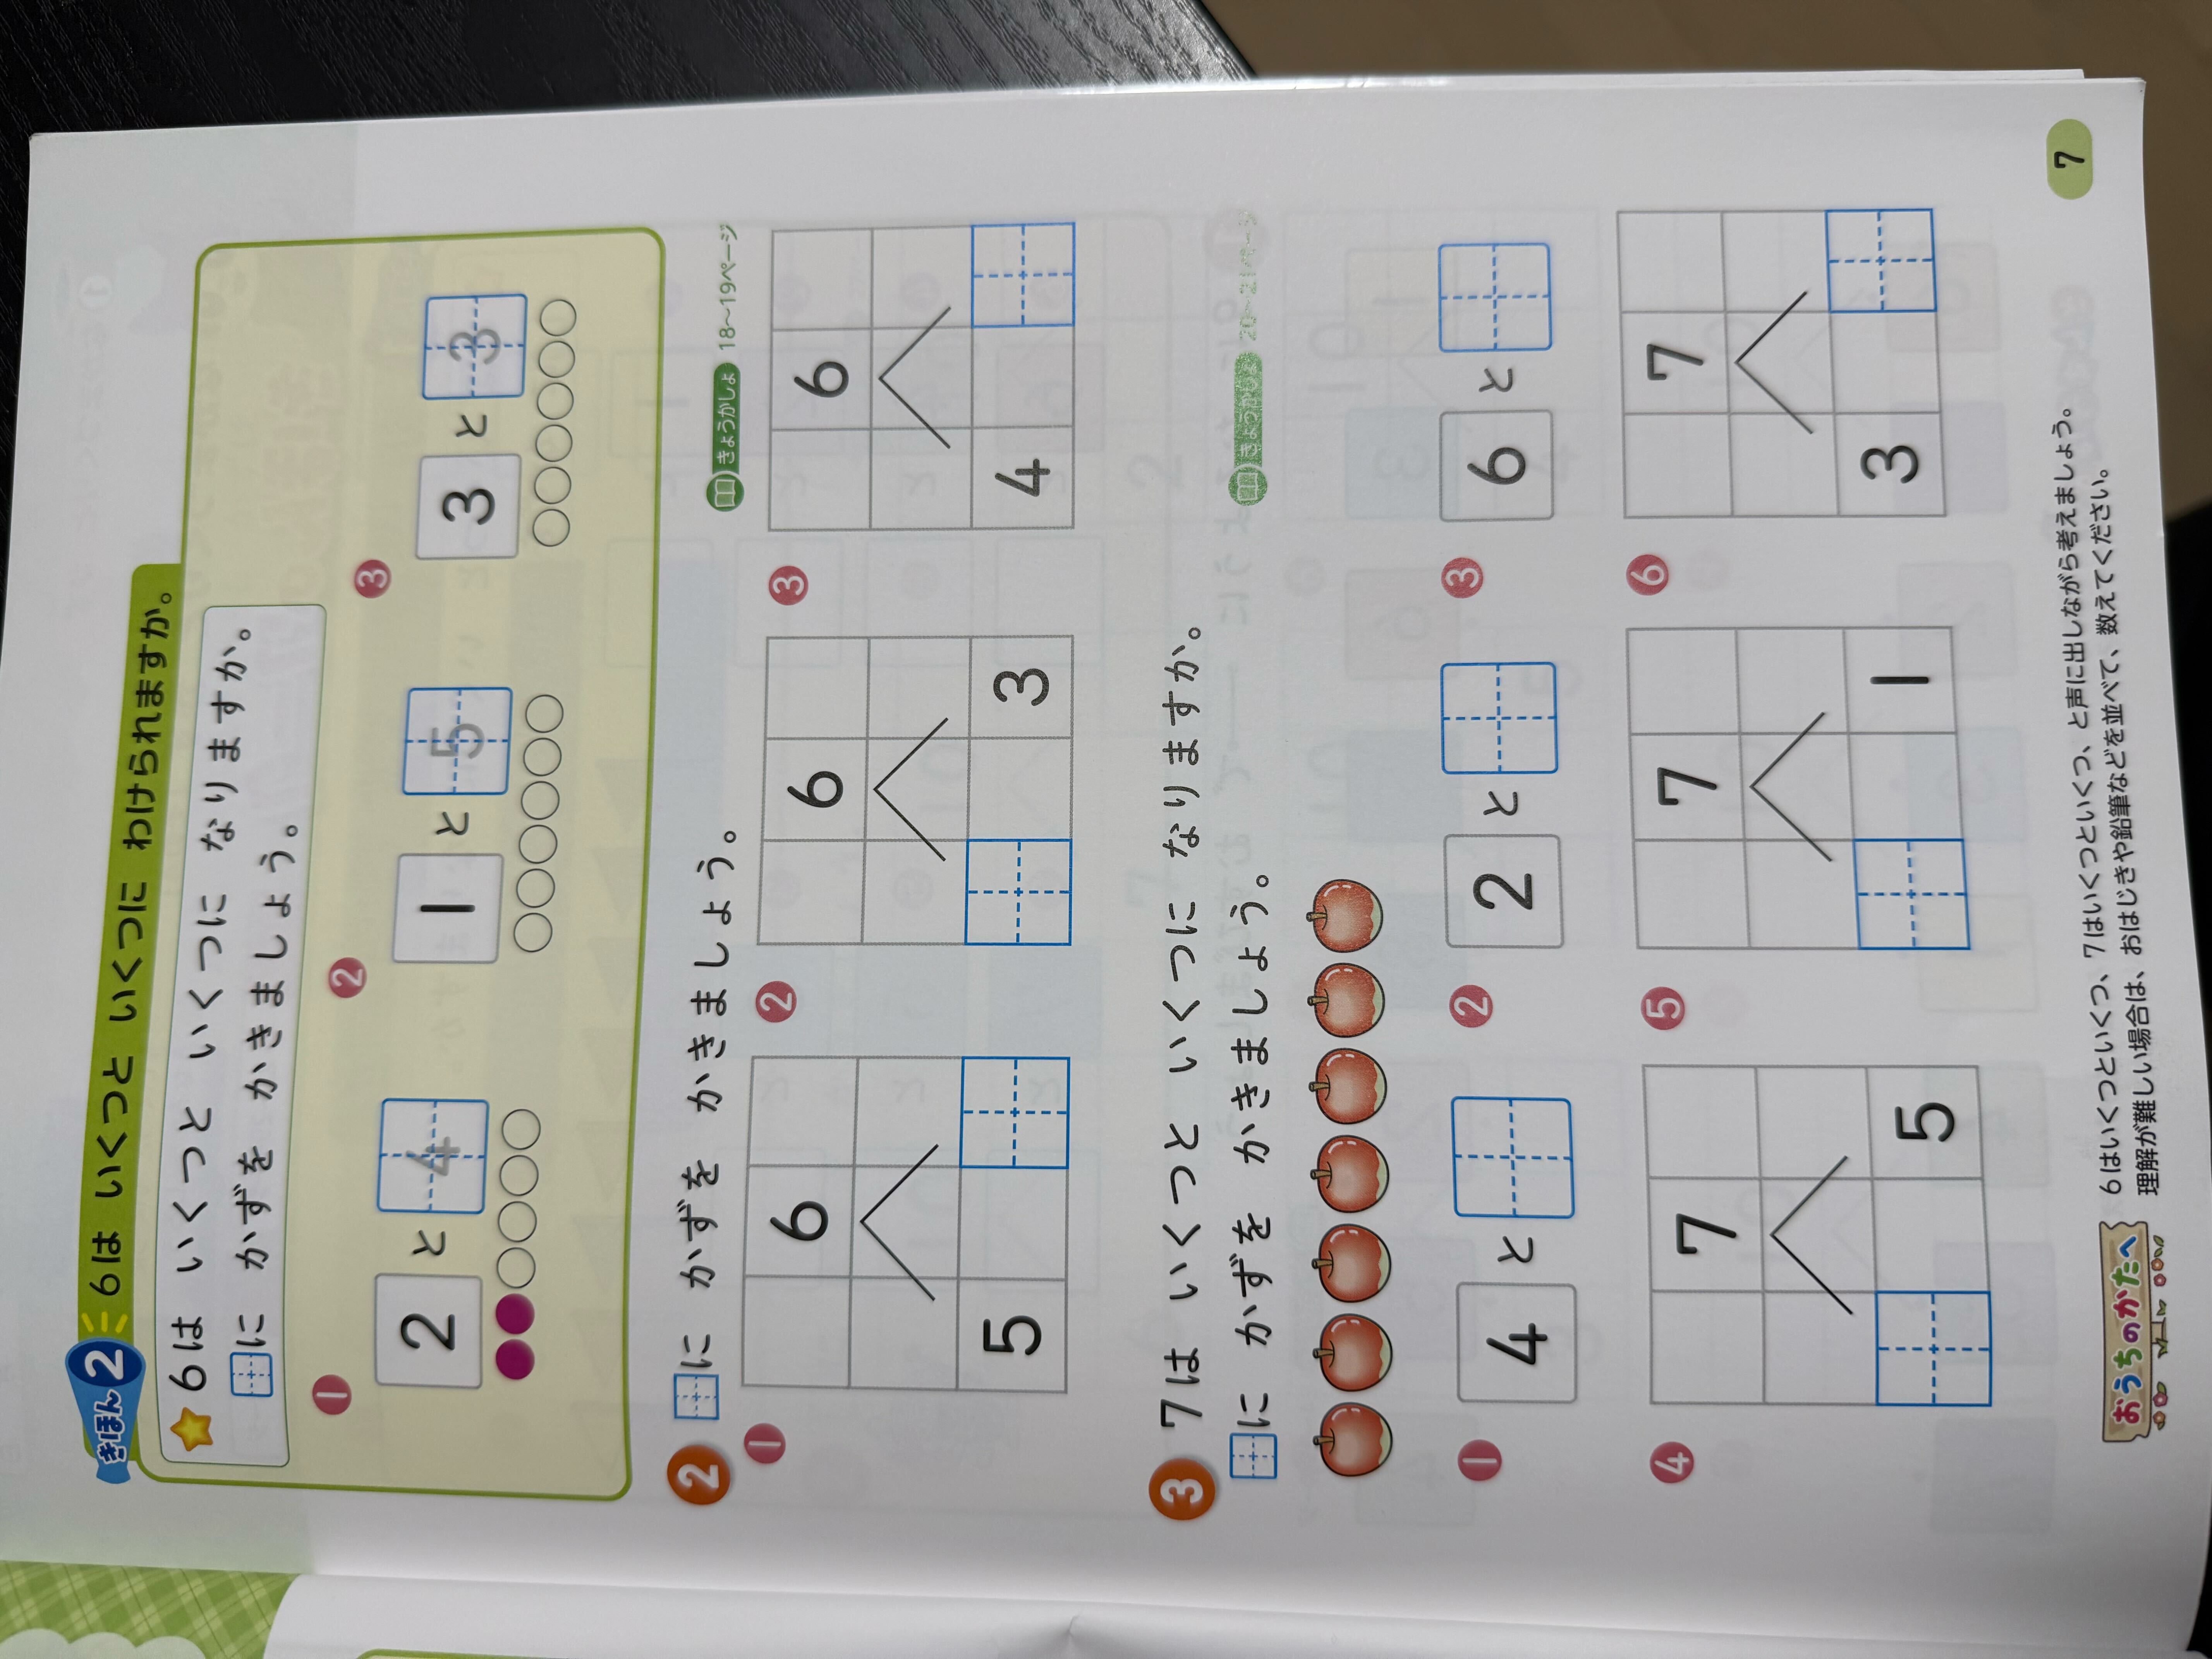 きほん2 6は いくつと いくつに わけられますか。
6は いくつと いくつに なりますか。
□に かずを かきましょう。
1 2 と 4
2 1 と 5
3 3 と 3
きょうかしょ 18〜19ページ
2 □に かずを かきましょう。
1 6 5
2 6 3
3 6 4
きょうかしょ 20〜21ページ
3 7は いくつと いくつに なりますか。
□に かずを かきましょう。
1 4 と
2 2 と
3 6 と
4 7 5
5 7 1
6 7 3
おうちのかたへ
6はいくつといくつ、7はいくつといくつ、と声に出しながら考えましょう。
理解が難しい場合は、おはじきや鉛筆などを並べて、数えてください。
7